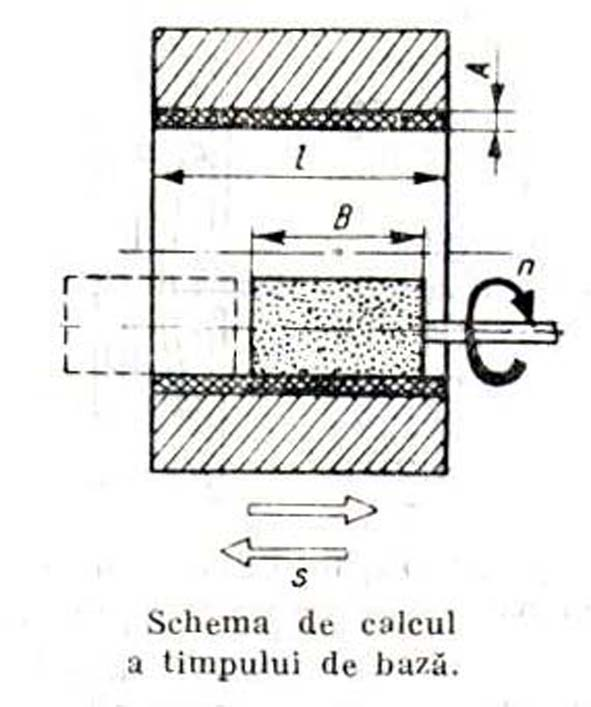 A
l
B
n
s
Schema de calcul
a timpului de bază.